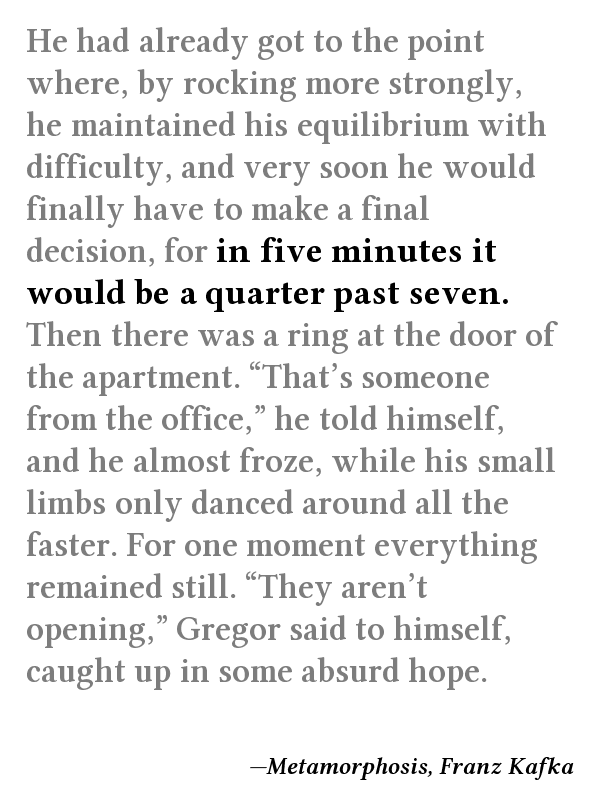 He had already got to the point
where, by rocking more strongly,
he maintained his equilibrium with
difficulty, and very soon he would
finally have to make a final
decision, for in five minutes it
would be a quarter past seven.
Then there was a ring at the door of
the apartment. “That’s someone
from the office,” he told himself,
and he almost froze, while his small
limbs only danced around all the
faster. For one moment everything
remained still. “They aren’t
opening,” Gregor said to himself,
caught up in some absurd hope.
—Metamorphosis, Franz Kafka